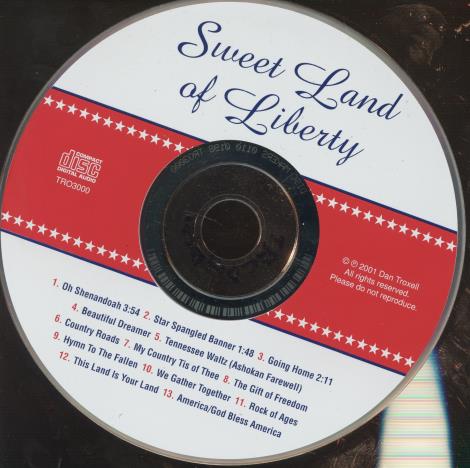 Sweet Land
of Liberty
COMPACT
disc
DIGITAL AUDIO
TRO3000
© ℗ 2001 Dan Troxell
All rights reserved.
Please do not reproduce.
1. Oh Shenandoah 3:54 2. Star Spangled Banner 1:48 3. Going Home 2:11
4. Beautiful Dreamer 5. Tennessee Waltz (Ashokan Farewell)
6. Country Roads 7. My Country Tis of Thee 8. The Gift of Freedom
9. Hymn To The Fallen 10. We Gather Together 11. Rock of Ages
12. This Land Is Your Land 13. America/God Bless America